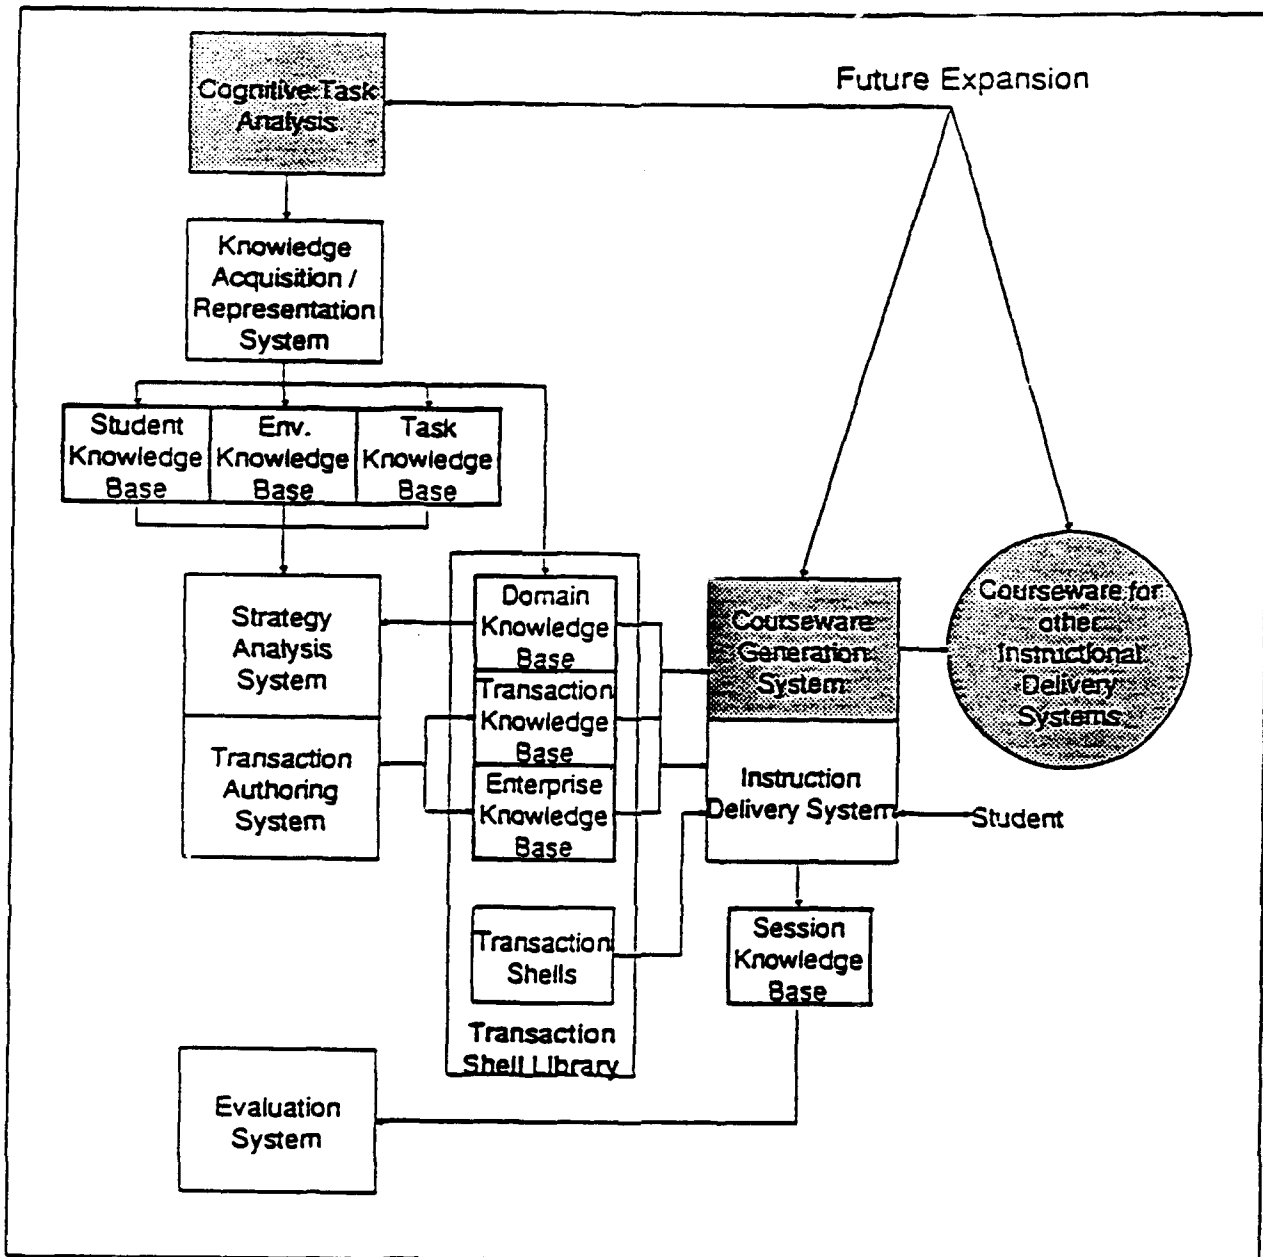 Future Expansion
Cognitive Task
Analysis
Knowledge
Acquisition /
Representation
System
Student
Knowledge
Base
Env.
Knowledge
Base
Task
Knowledge
Base
Strategy
Analysis
System
Transaction
Authoring
System
Domain
Knowledge
Base
Transaction
Knowledge
Base
Enterprise
Knowledge
Base
Transaction
Shells
Transaction
Shell Library
Courseware
Generation
System
Instruction
Delivery System
Courseware for
other
Instructional
Delivery
Systems
Student
Session
Knowledge
Base
Evaluation
System